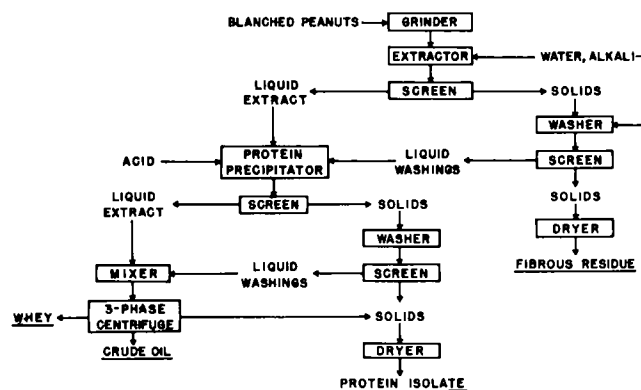 BLANCHED PEANUTS
GRINDER
EXTRACTOR
WATER, ALKALI-
LIQUID
EXTRACT
SCREEN
SOLIDS
WASHER
ACID
PROTEIN
PRECIPITATOR
LIQUID
WASHINGS
SCREEN
SOLIDS
LIQUID
EXTRACT
SCREEN
SOLIDS
DRYER
WASHER
FIBROUS RESIDUE
MIXER
LIQUID
WASHINGS
SCREEN
WHEY
3-PHASE
CENTRIFUGE
SOLIDS
CRUDE OIL
DRYER
PROTEIN ISOLATE